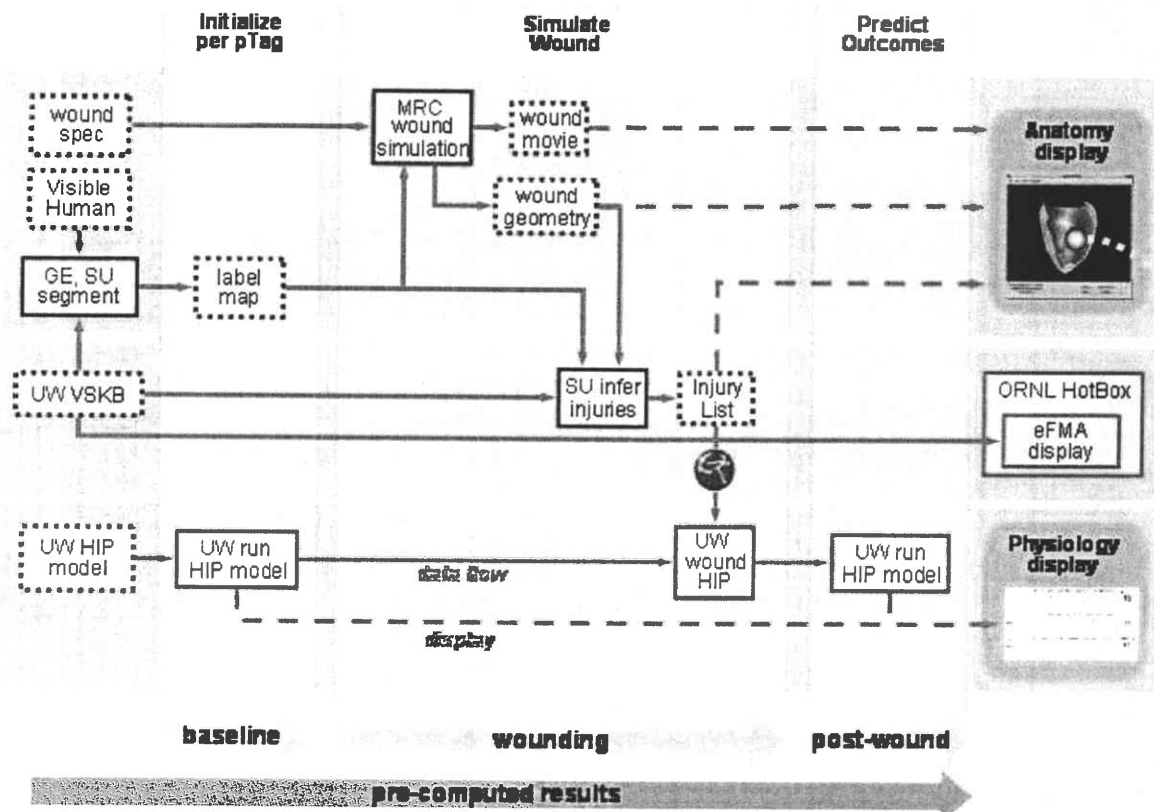 Initialize
per pTag
Simulate
Wound
Predict
Outcomes
wound
spec
MRC
wound
simulation
wound
movie
Anatomy
display
Visible
Human
wound
geometry
GE, SU
segment
label
map
UW VSKB
SU infer
injuries
Injury
List
ORNL HotBox
eFMA
display
UW HIP
model
UW run
HIP model
data flow
UW
wound
HIP
UW run
HIP model
Physiology
display
display
baseline
wounding
post-wound
pre-computed results